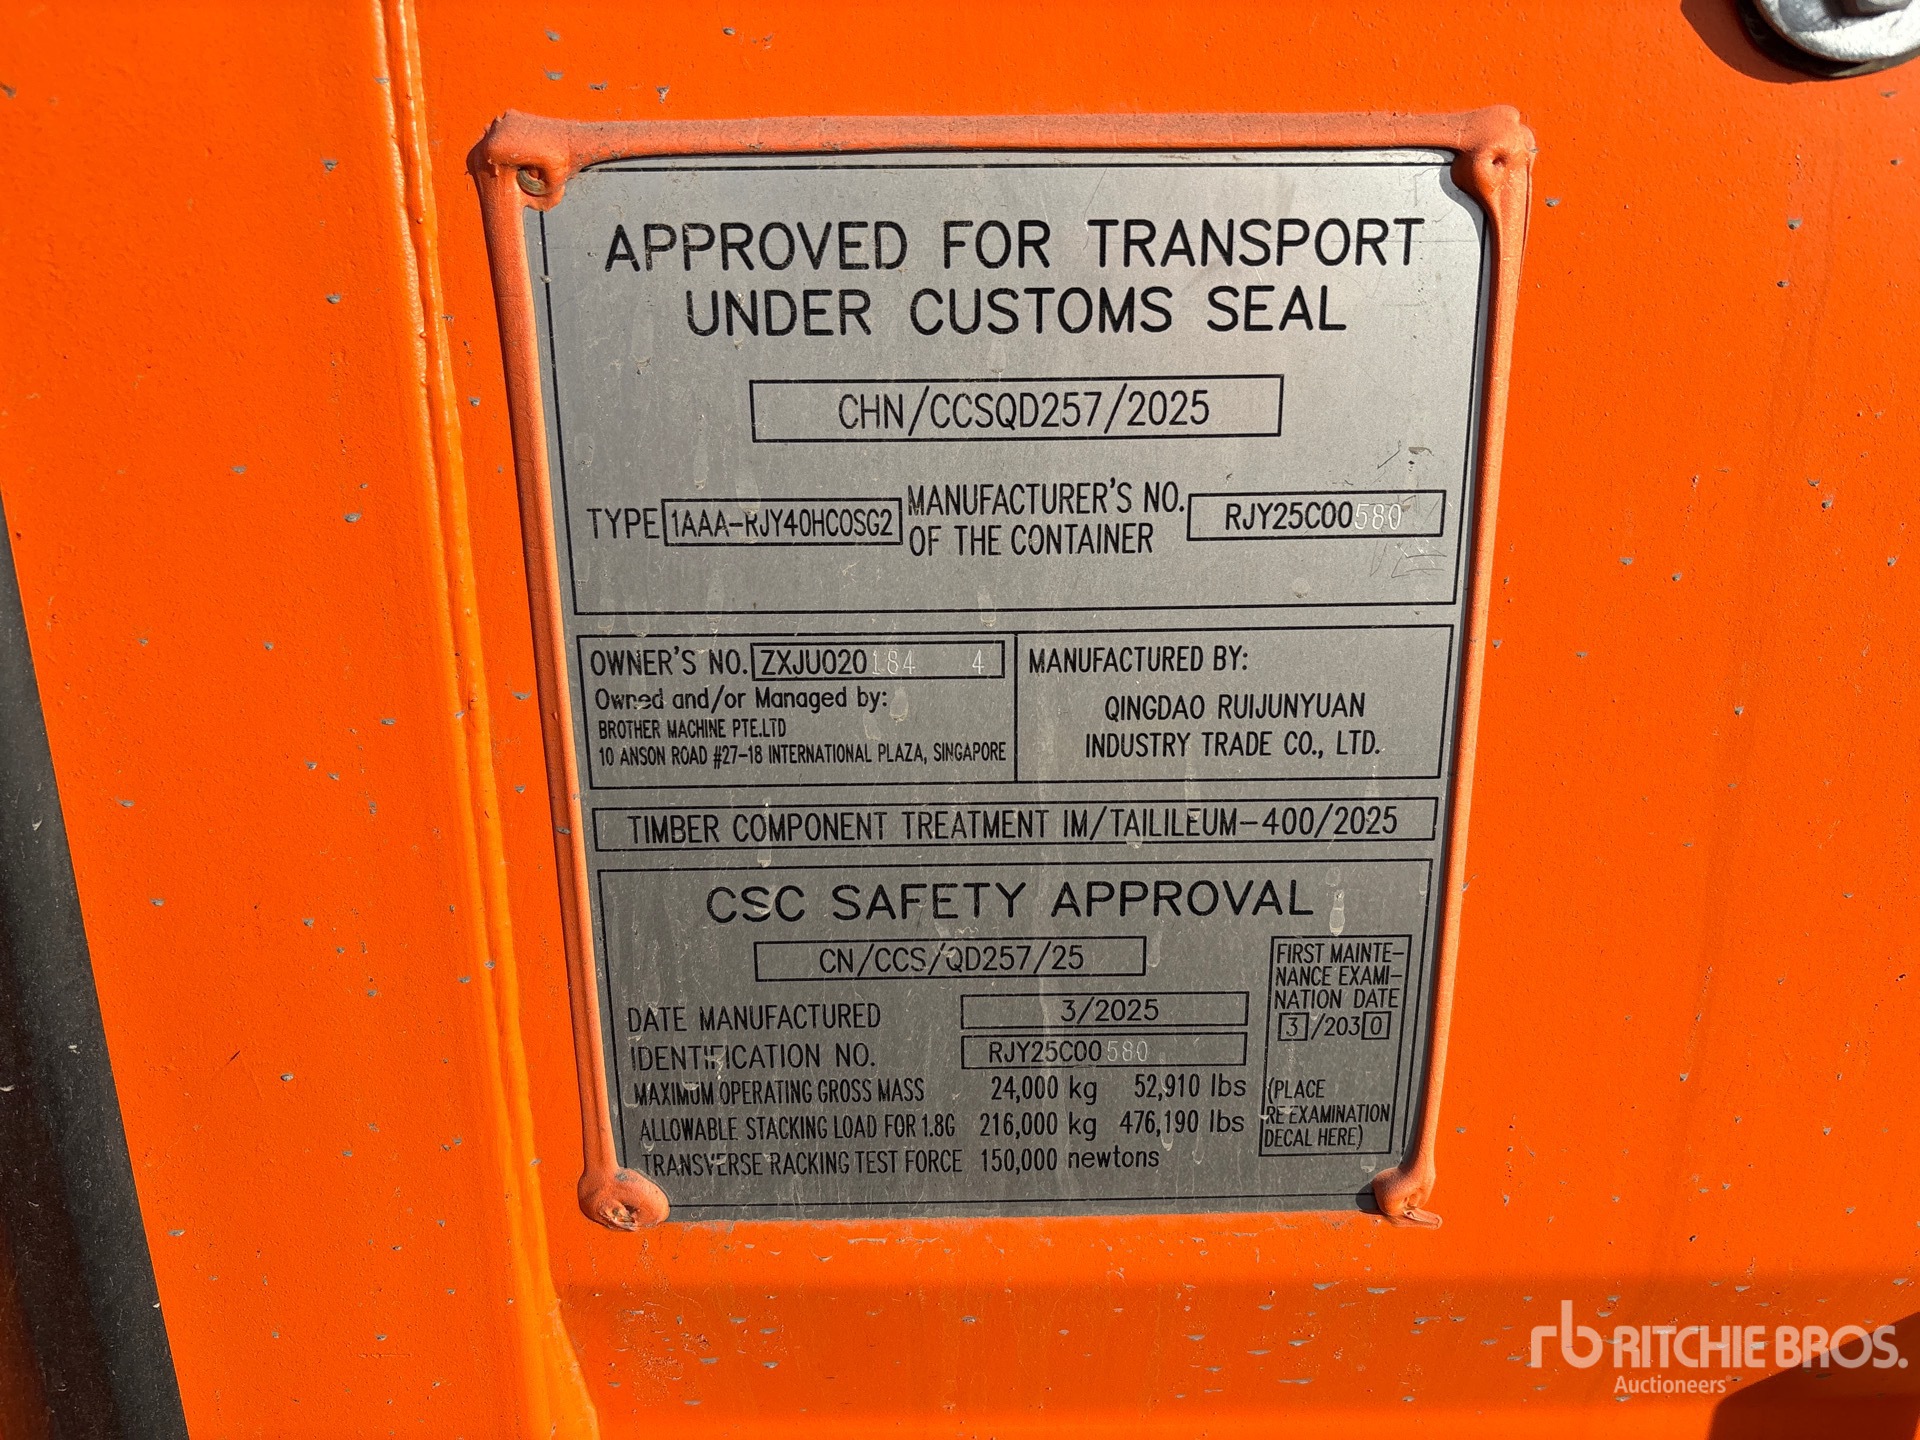 APPROVED FOR TRANSPORT
UNDER CUSTOMS SEAL
CHN/CCSQD257/2025
TYPE 1AAA-RJY40HCOSG2 MANUFACTURER'S NO. OF THE CONTAINER RJY25C00580
OWNER'S NO. ZXJU020184 4
Owned and/or Managed by:
BROTHER MACHINE PTE.LTD
10 ANSON ROAD #27-18 INTERNATIONAL PLAZA, SINGAPORE
MANUFACTURED BY:
QINGDAO RUIJUNYUAN
INDUSTRY TRADE CO., LTD.
TIMBER COMPONENT TREATMENT IM/TAILILEUM-400/2025
CSC SAFETY APPROVAL
CN/CCS/QD257/25
DATE MANUFACTURED 3/2025
IDENTIFICATION NO. RJY25C00580
MAXIMUM OPERATING GROSS MASS 24,000 kg 52,910 lbs
ALLOWABLE STACKING LOAD FOR 1.8G 216,000 kg 476,190 lbs
TRANSVERSE RACKING TEST FORCE 150,000 newtons
FIRST MAINTE-
NANCE EXAMI-
NATION DATE
3/2030
(PLACE
RE EXAMINATION
DECAL HERE)
rb RITCHIE BROS.
Auctioneers